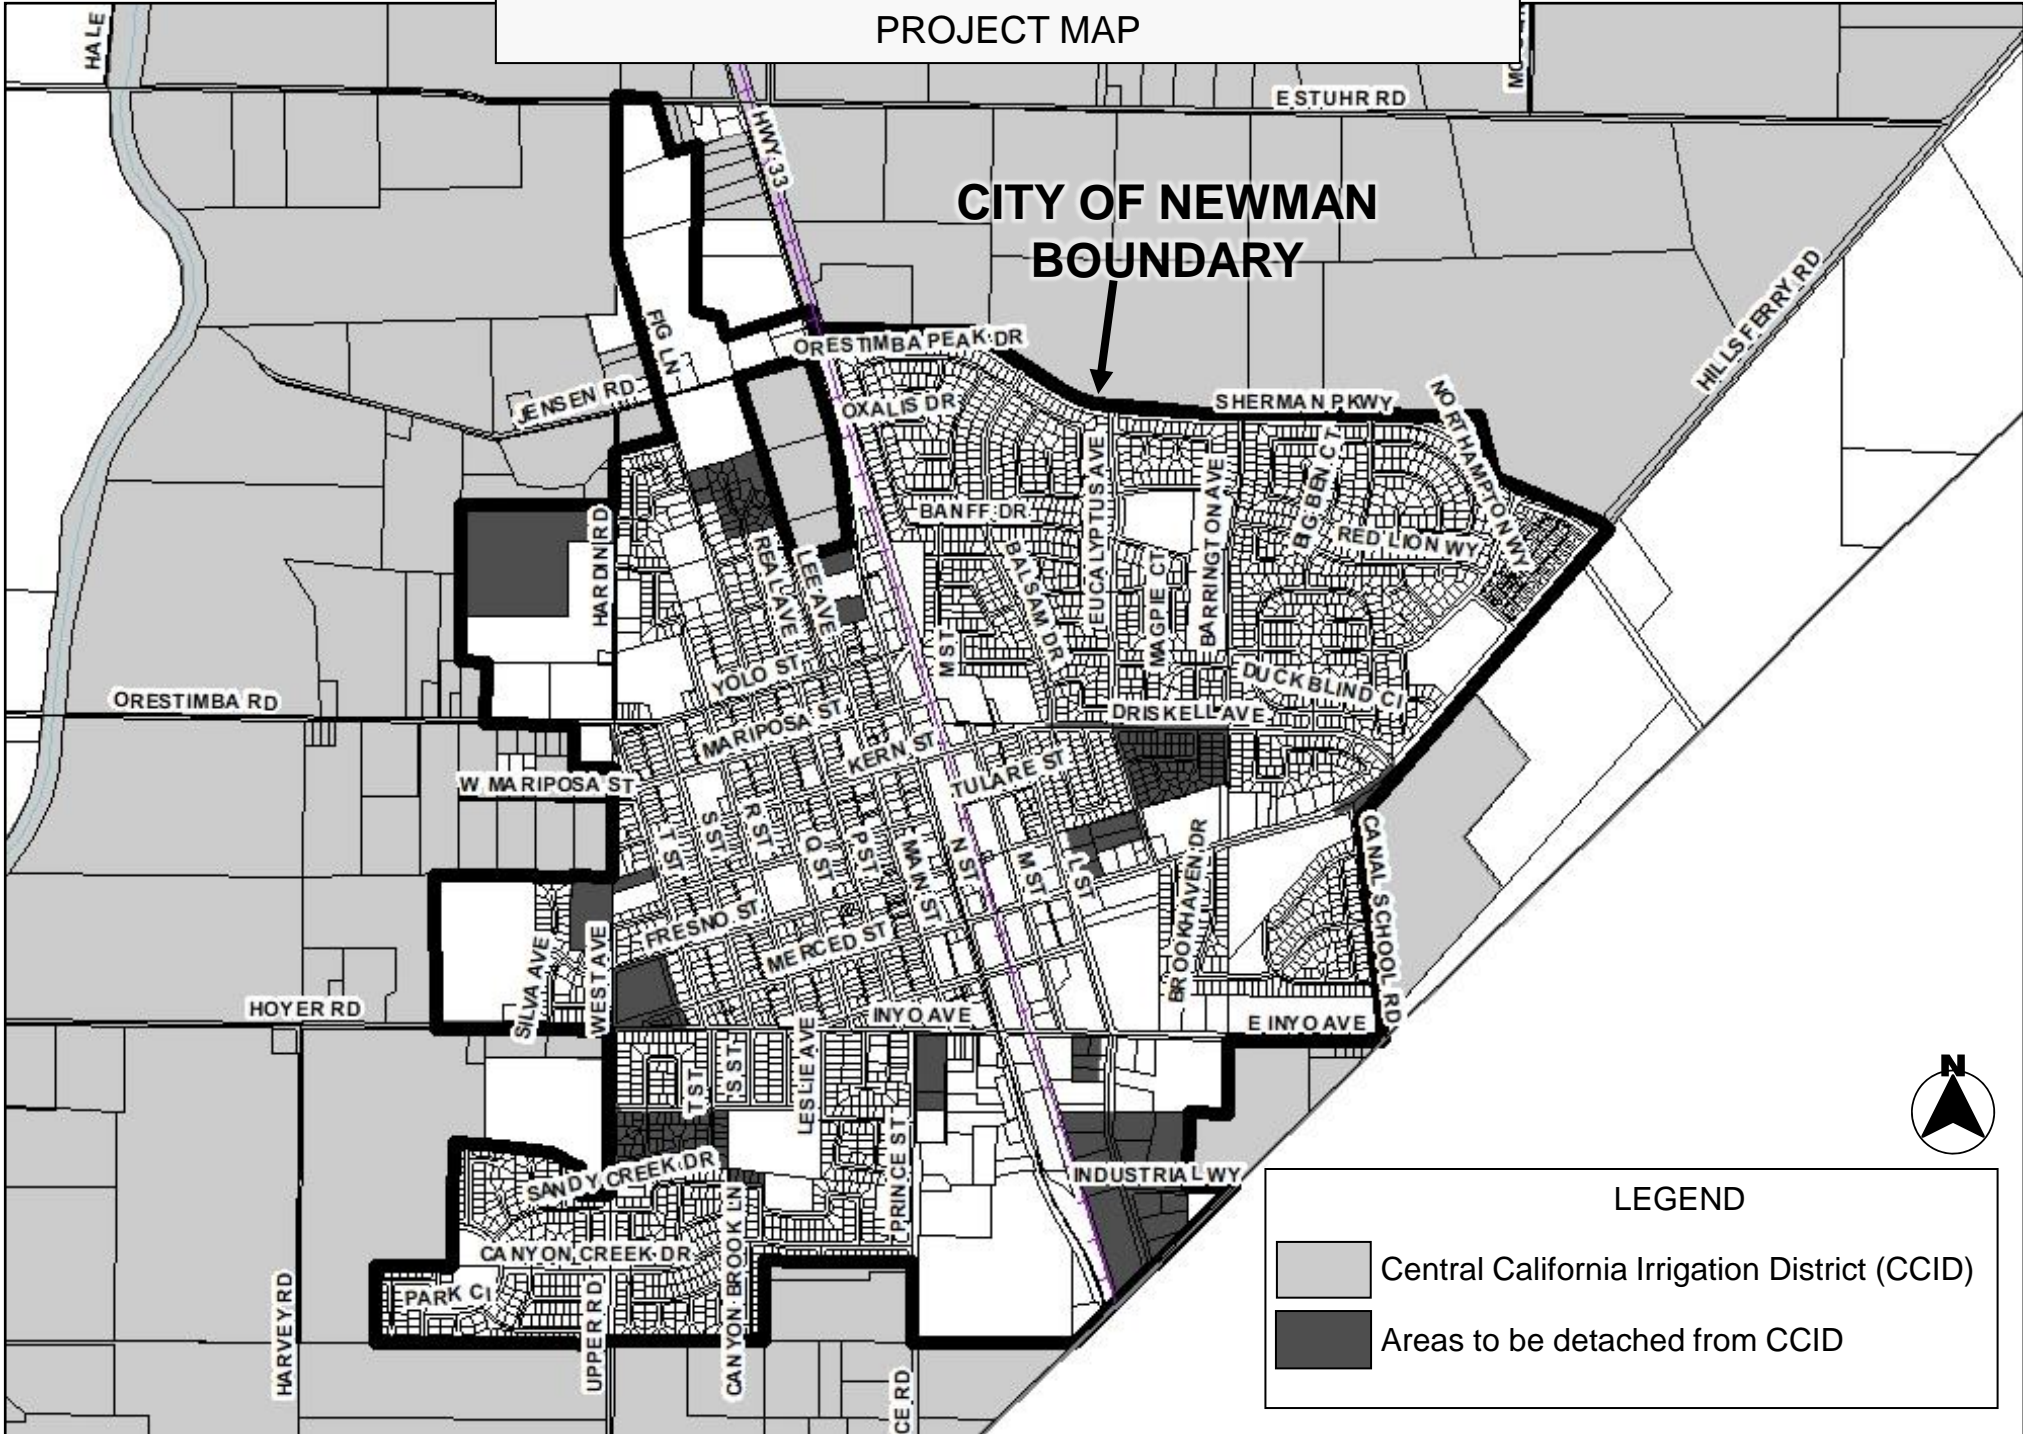 PROJECT MAP
HALE
E STUHR RD
HWY 33
CITY OF NEWMAN
BOUNDARY
HILLS FERRY RD
FIG LN
ORESTIMBA PEAK DR
JENSEN RD
OXALIS DR
SHERMAN PKWY
NORTHAMPTON WY
EUCALYPTUS AVE
BIG BEN CT
BARRINGTON AVE
BANFF DR
RED LION WY
HARDIN RD
REAL AVE
LEE AVE
BALSAM DR
MAGPIE CT
M ST
YOLO ST
DUCK BLIND CI
ORESTIMBA RD
MARIPOSA ST
DRISKELL AVE
KERN ST
W MARIPOSA ST
TULARE ST
T ST
S ST
R ST
Q ST
P ST
MAIN ST
N ST
M ST
L ST
BROOKHAVEN DR
CANAL SCHOOL RD
FRESNO ST
MERCED ST
SILVA AVE
WEST AVE
HOYER RD
INYO AVE
E INYO AVE
T ST
S ST
LESLIE AVE
PRINCE ST
N
SANDY CREEK DR
INDUSTRIAL WY
CANYON CREEK DR
CANYON BROOK LN
PARK CI
HARVEY RD
UPPER RD
CE RD
LEGEND
Central California Irrigation District (CCID)
Areas to be detached from CCID